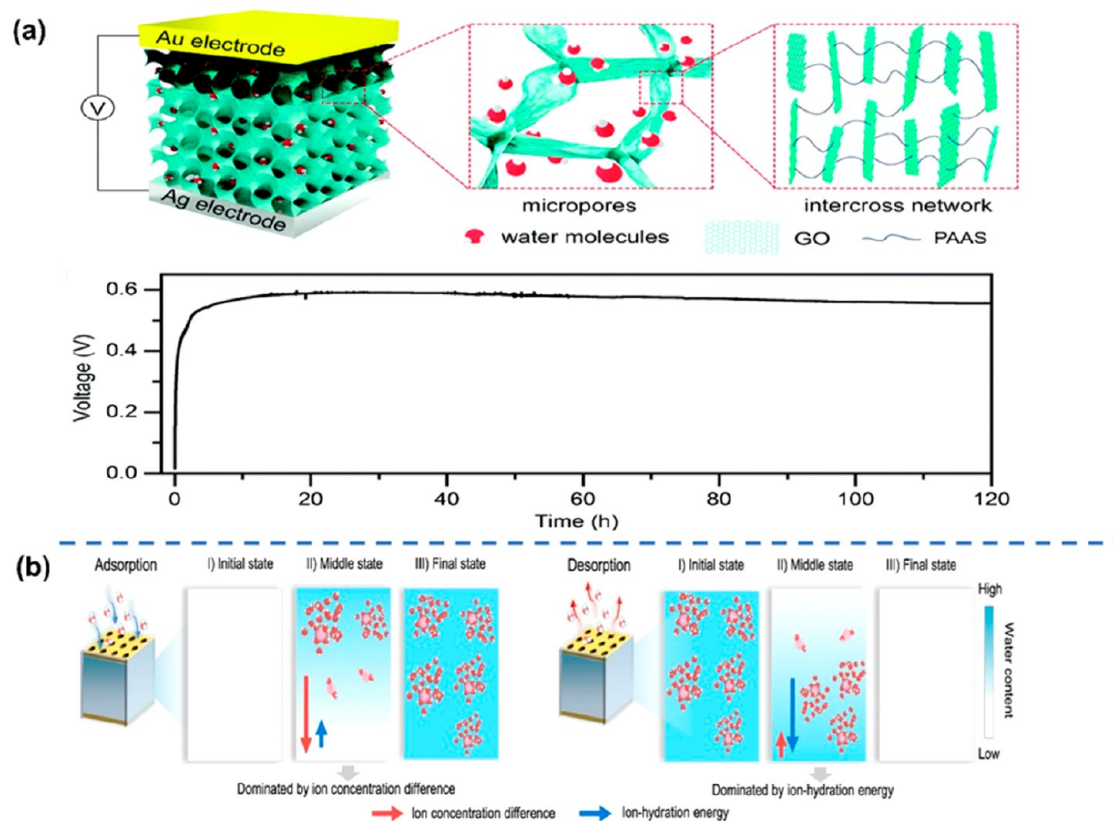 (a)
Au electrode
V
Ag electrode
micropores
intercross network
water molecules
GO
PAAS
0.6
0.4
0.2
0.0
Voltage (V)
0
20
40
60
80
100
120
Time (h)
(b)
Adsorption
I) Initial state
II) Middle state
III) Final state
Desorption
I) Initial state
II) Middle state
III) Final state
High
Water content
Low
Dominated by ion concentration difference
Dominated by ion-hydration energy
Ion concentration difference
Ion-hydration energy